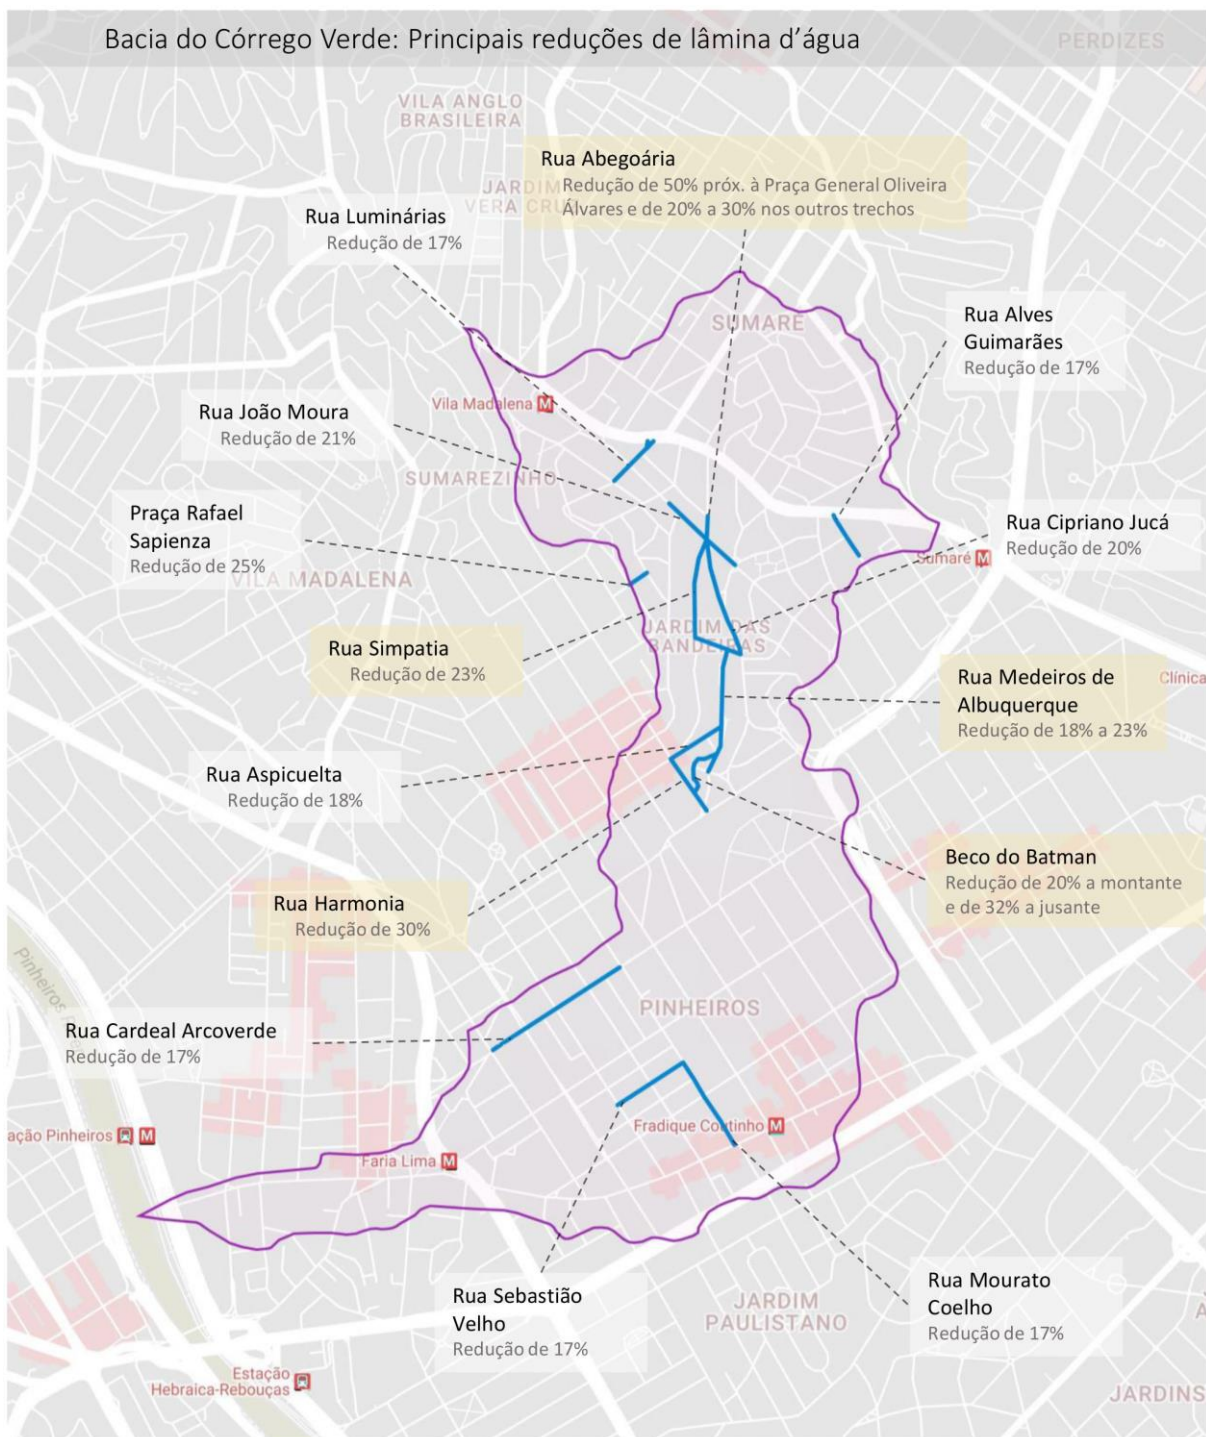 Bacia do Córrego Verde: Principais reduções de lâmina d’água
PERDIZES
VILA ANGLO
BRASILEIRA
Rua Abegoária
Redução de 50% próx. à Praça General Oliveira
Álvares e de 20% a 30% nos outros trechos
JARDIM
VERA CRU
Rua Luminárias
Redução de 17%
SUMARÉ
Rua Alves
Guimarães
Redução de 17%
Vila Madalena
M
Rua João Moura
Redução de 21%
SUMAREZINHO
Praça Rafael
Sapienza
Redução de 25%
VILA MADALENA
Rua Cipriano Jucá
Redução de 20%
Sumaré
M
JARDIM DAS
BANDEIRAS
Rua Simpatia
Redução de 23%
Rua Medeiros de
Albuquerque
Redução de 18% a 23%
Clínica
Rua Aspicuelta
Redução de 18%
Beco do Batman
Redução de 20% a montante
e de 32% a jusante
Rua Harmonia
Redução de 30%
Pinheiros
PINHEIROS
Rua Cardeal Arcoverde
Redução de 17%
Fradique Coutinho
M
ação Pinheiros
M
Faria Lima
M
Rua Sebastião
Velho
Redução de 17%
Rua Mourato
Coelho
Redução de 17%
JARDIM
PAULISTANO
Estação
Hebraica-Rebouças
JARDINS